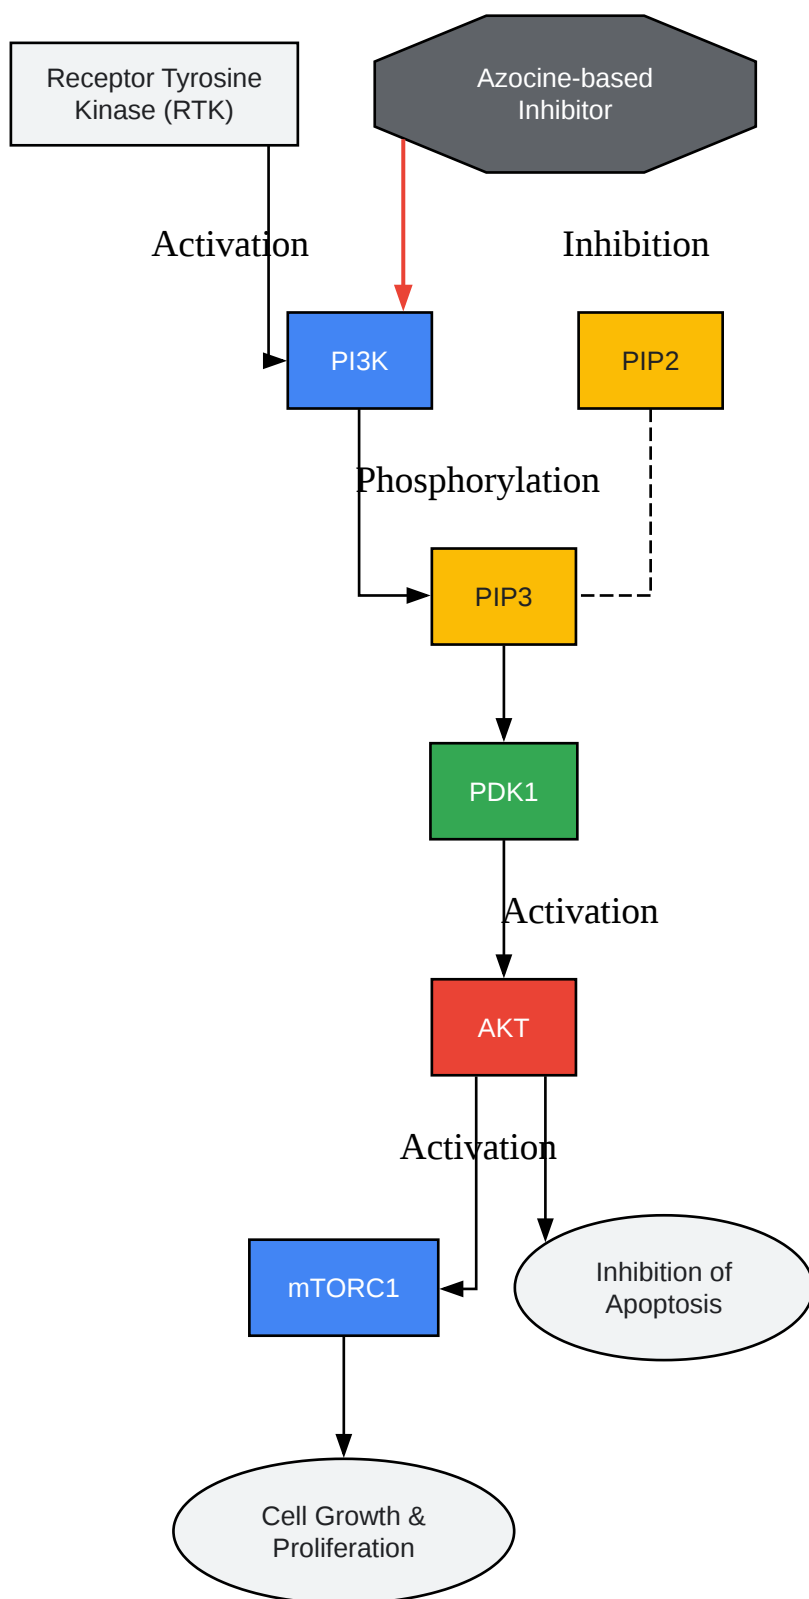 Receptor Tyrosine
Kinase (RTK)
Azocine-based
Inhibitor
Activation
Inhibition
PI3K
PIP2
Phosphorylation
PIP3
PDK1
Activation
AKT
Activation
mTORC1
Inhibition of
Apoptosis
Cell Growth &
Proliferation